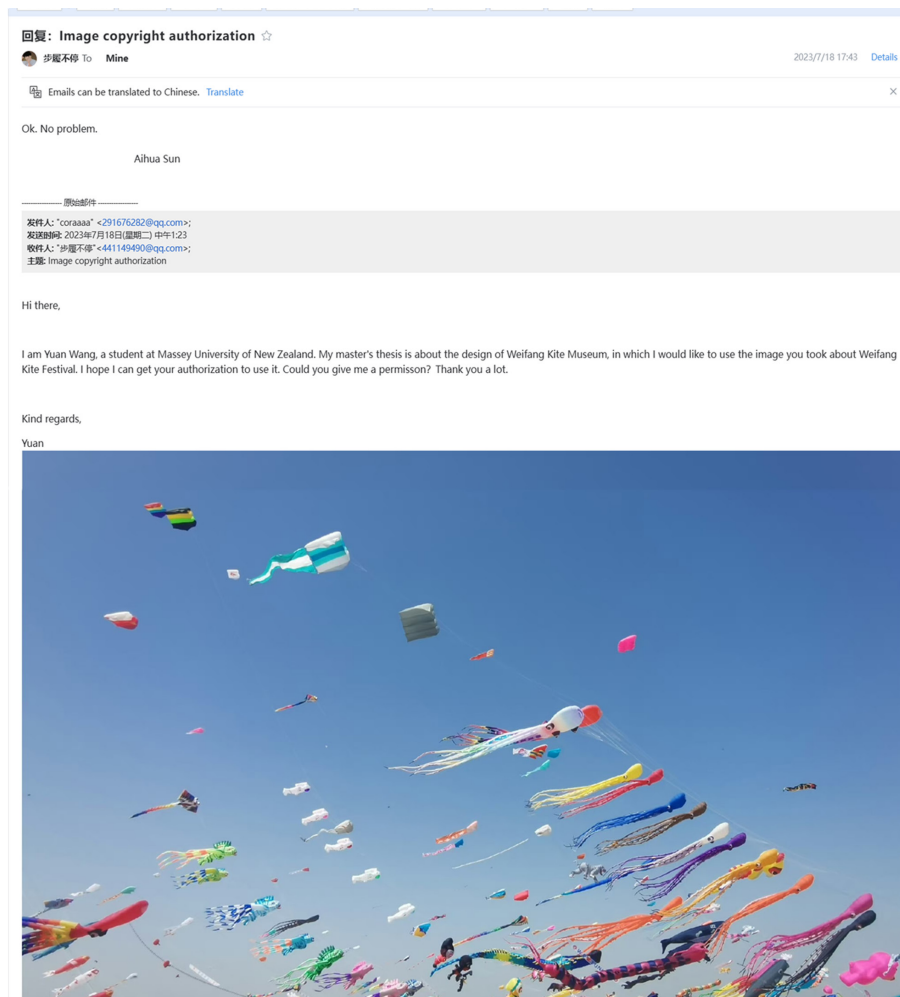 回复：Image copyright authorization
步履不停 To Mine
2023/7/18 17:43 Details
Emails can be translated to Chinese. Translate
Ok. No problem.
Aihua Sun
------------------ 原始邮件 ------------------
发件人: "coraaaa" <291676282@qq.com>;
发送时间: 2023年7月18日(星期二) 中午1:23
收件人: "步履不停"<441149490@qq.com>;
主题: Image copyright authorization
Hi there,
I am Yuan Wang, a student at Massey University of New Zealand. My master's thesis is about the design of Weifang Kite Museum, in which I would like to use the image you took about Weifang
Kite Festival. I hope I can get your authorization to use it. Could you give me a permisson? Thank you a lot.
Kind regards,
Yuan